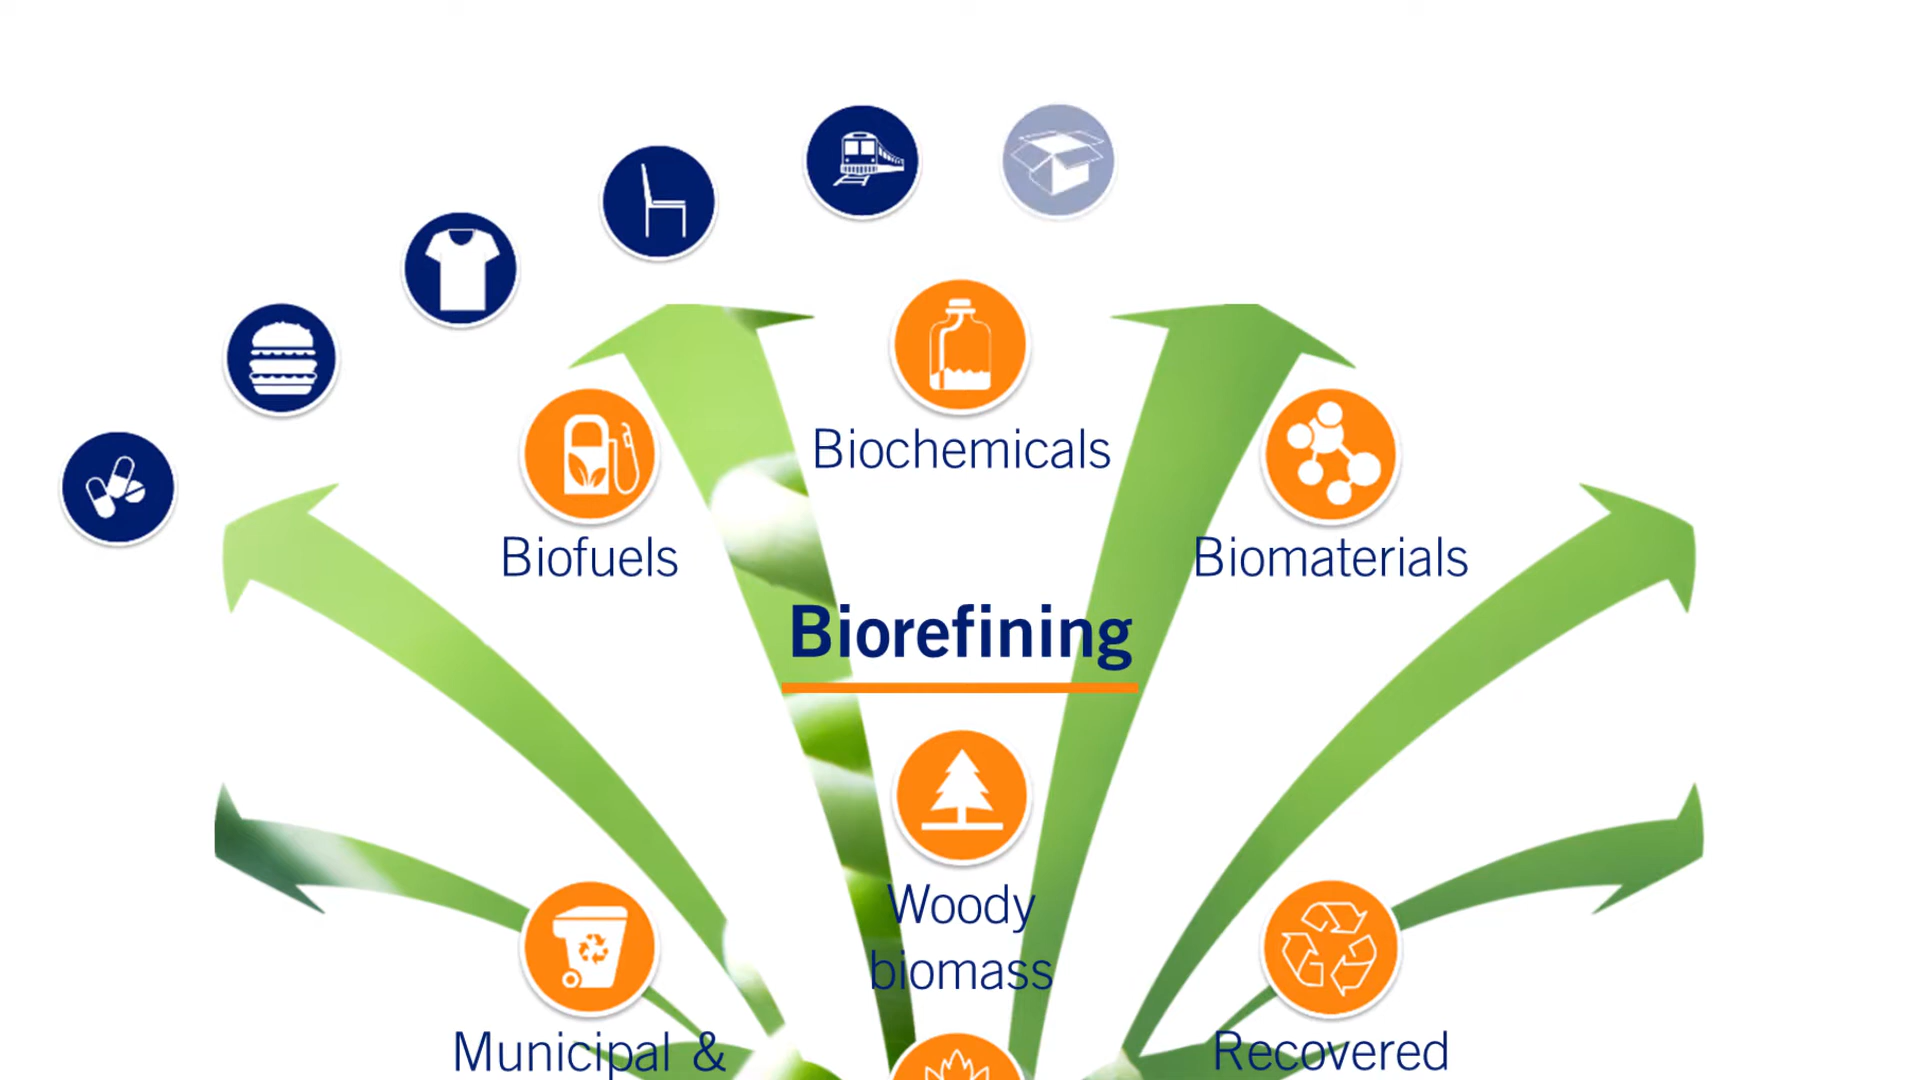 Biochemicals
Biofuels
Biomaterials
Biorefining
Woody
biomass
Municipal &
Recovered